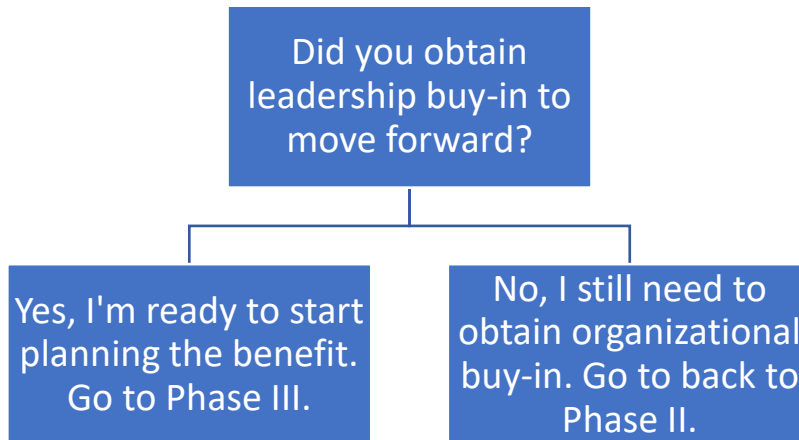 Did you obtain
leadership buy-in to
move forward?
Yes, I'm ready to start
planning the benefit.
Go to Phase III.
No, I still need to
obtain organizational
buy-in. Go to back to
Phase II.